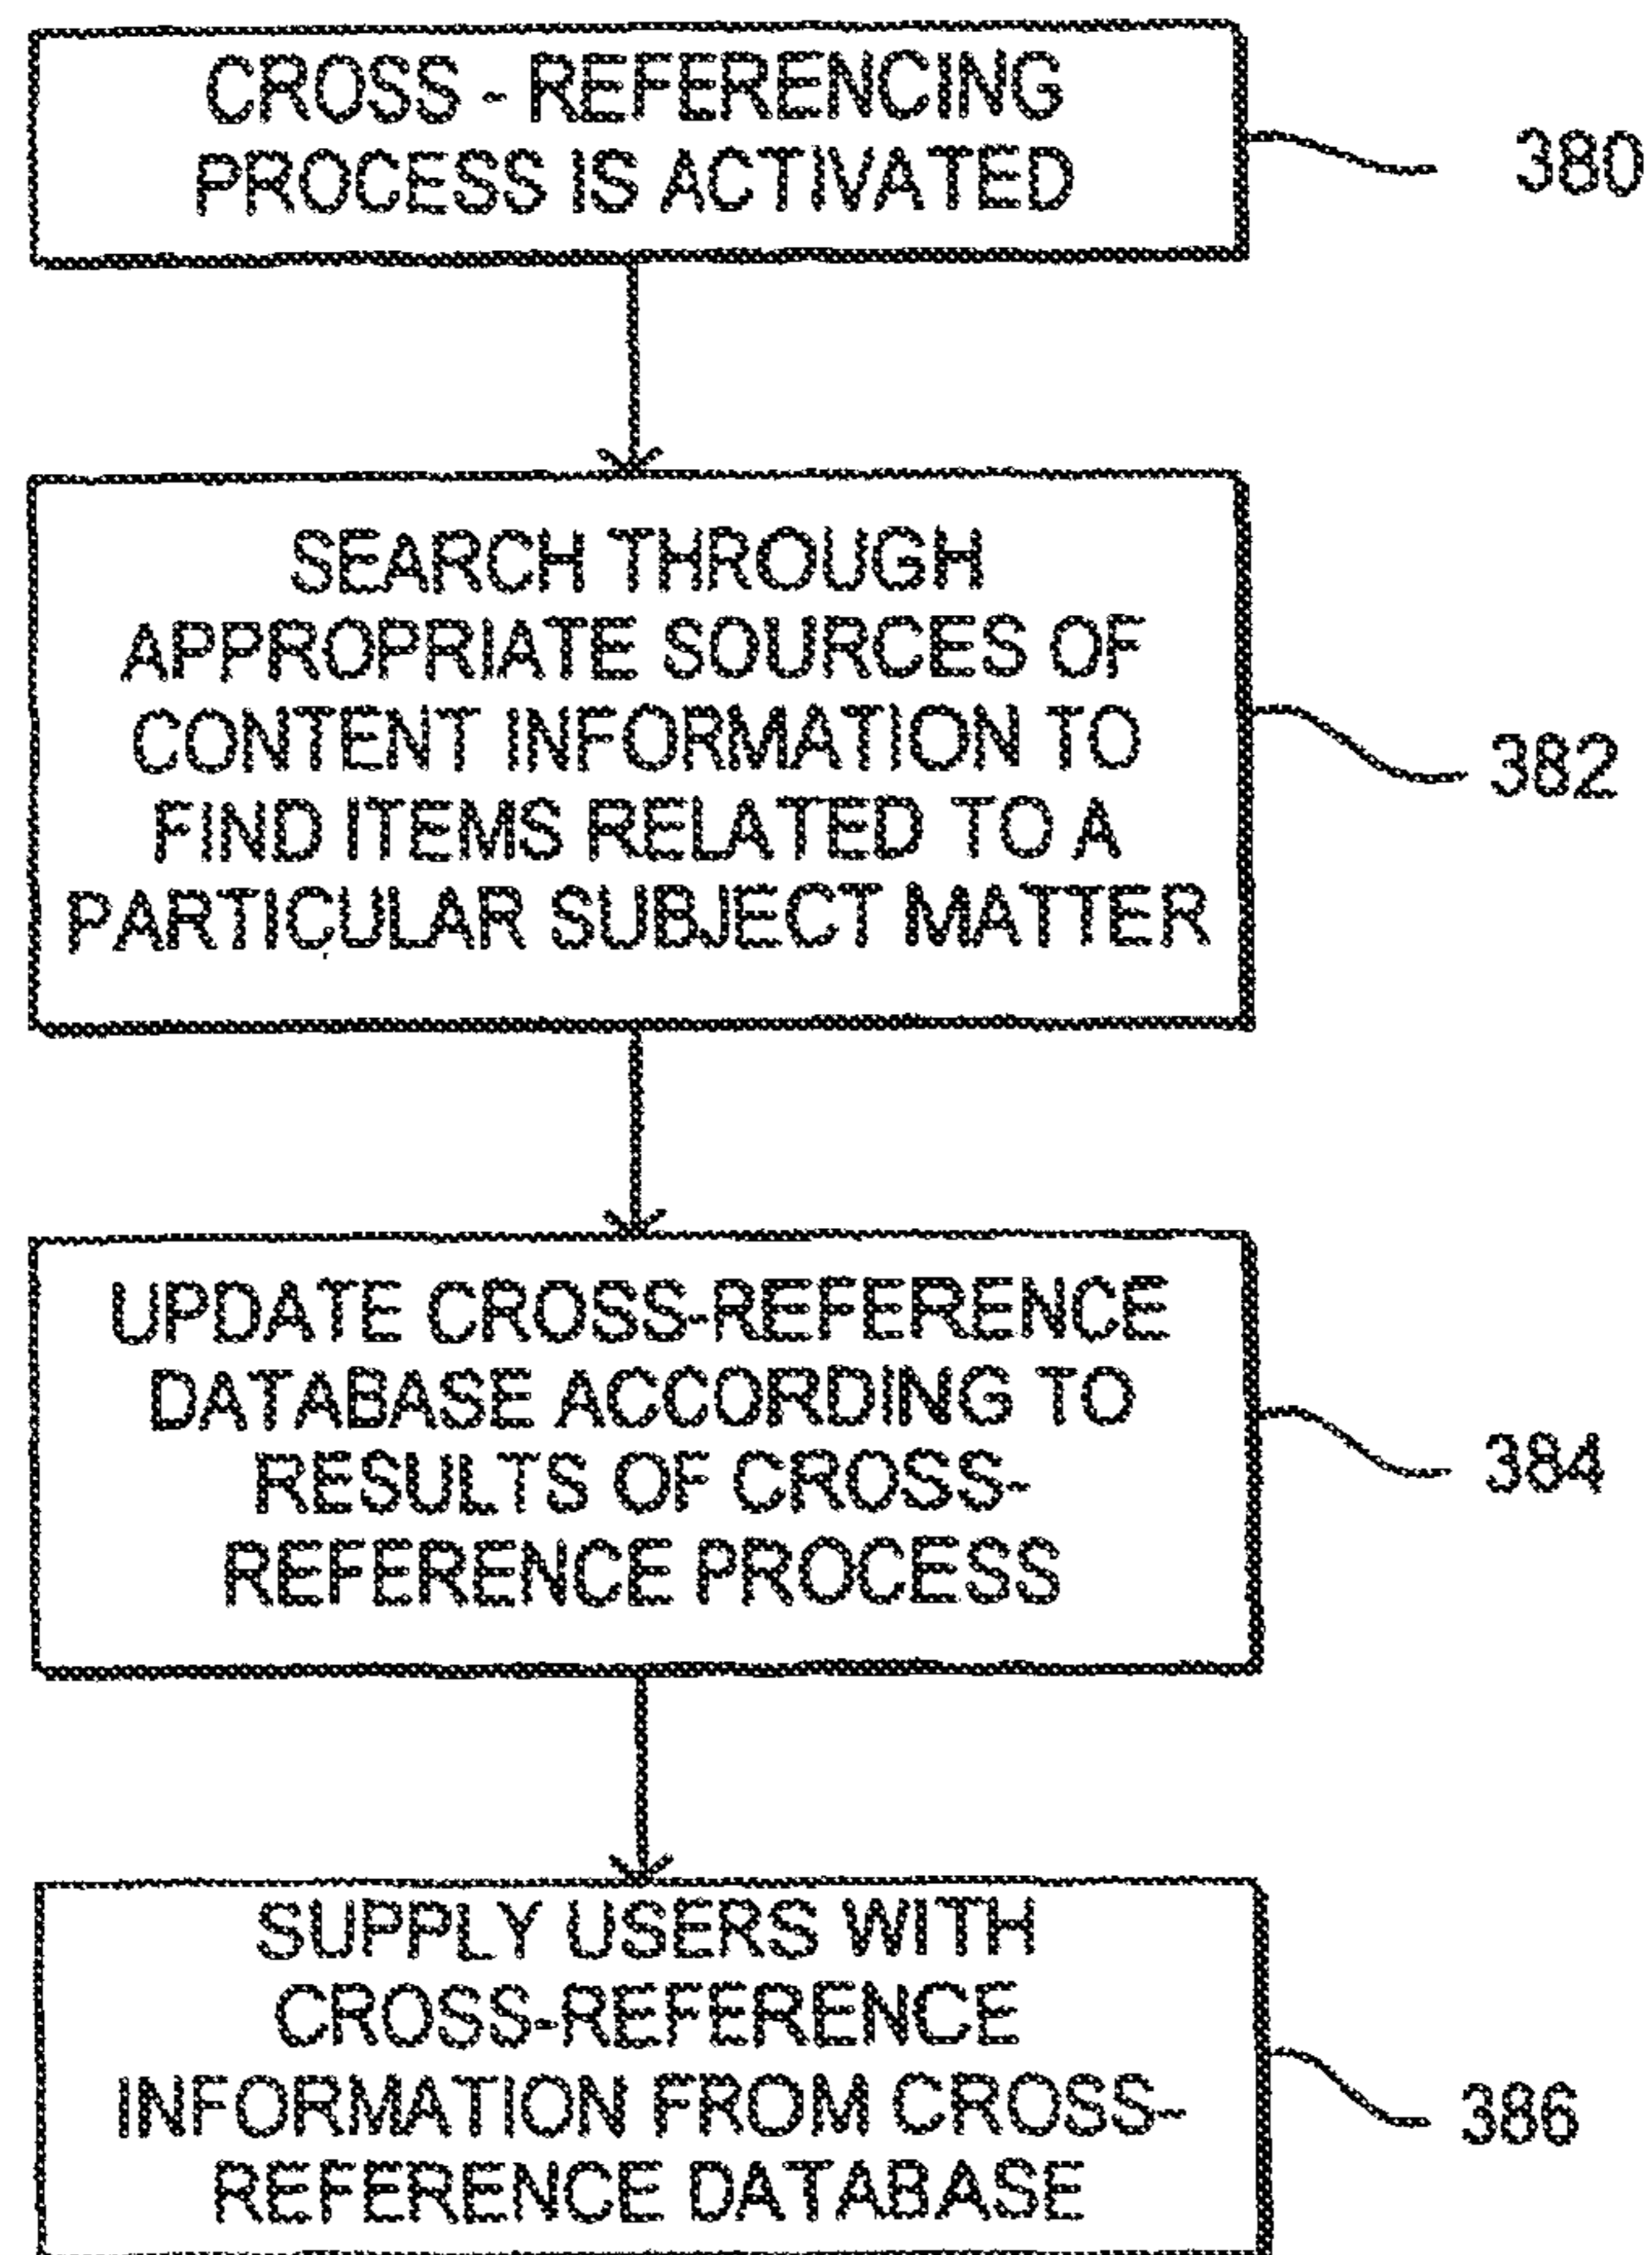 CROSS - REFERENCING
PROCESS IS ACTIVATED
380
SEARCH THROUGH
APPROPRIATE SOURCES OF
CONTENT INFORMATION TO
FIND ITEMS RELATED TO A
PARTICULAR SUBJECT MATTER
382
UPDATE CROSS-REFERENCE
DATABASE ACCORDING TO
RESULTS OF CROSS-
REFERENCE PROCESS
384
SUPPLY USERS WITH
CROSS-REFERENCE
INFORMATION FROM CROSS-
REFERENCE DATABASE
386